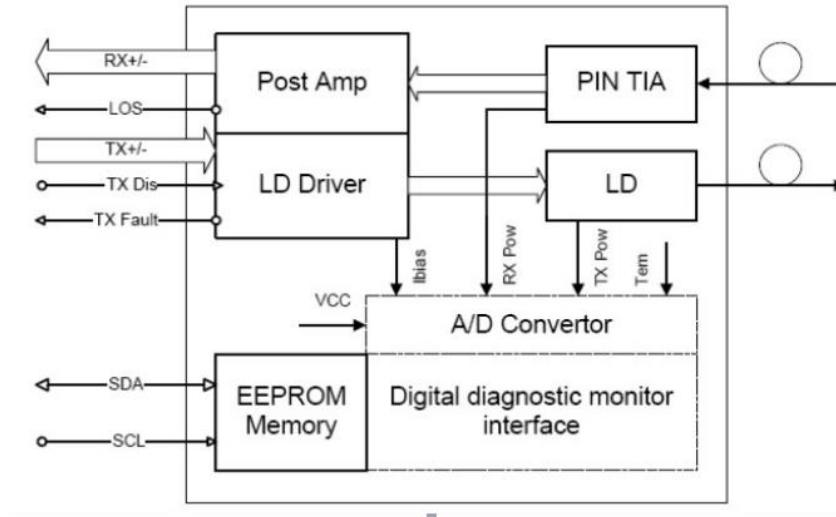 RX+/-
Post Amp
PIN TIA
LOS
TX+/-
TX Dis
LD Driver
LD
TX Fault
Ibias
RX Pow
TX Pow
Tem
VCC
A/D Convertor
SDA
EEPROM
Memory
Digital diagnostic monitor
interface
SCL